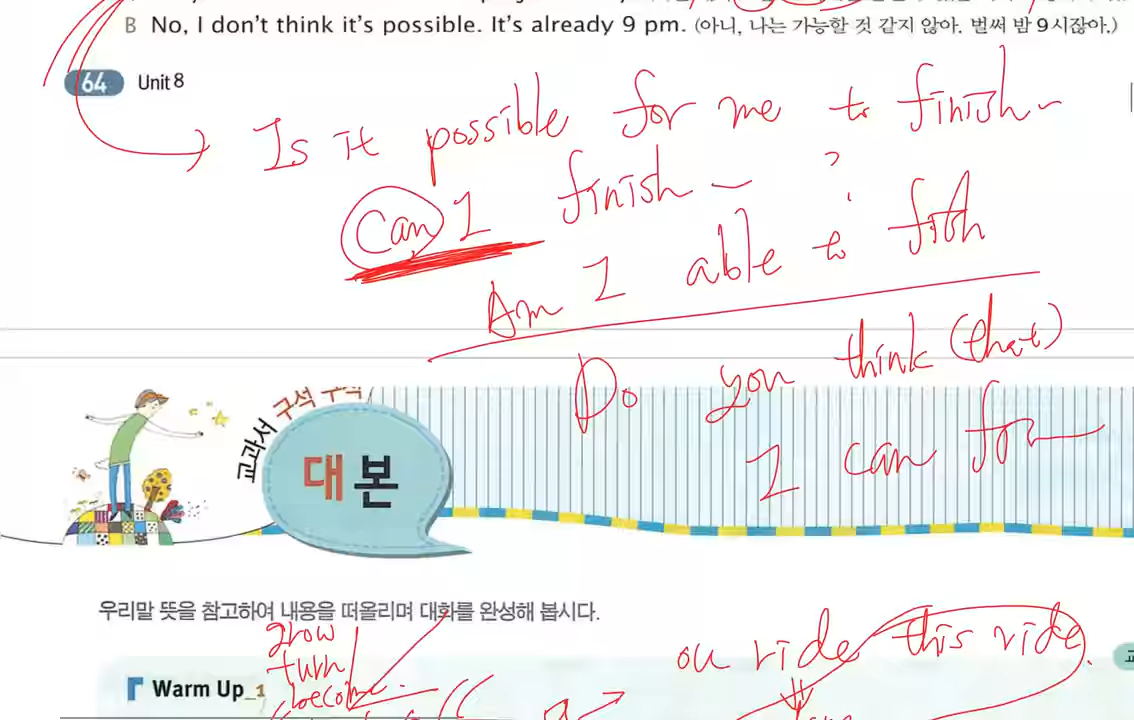 B No, I don't think it's possible. It's already 9 pm. (아니, 나는 가능할 것 같지 않아. 벌써 밤 9시잖아.)
64 Unit 8
→ Is it possible for me to finish ~
Can I finish ~ ?
Am I able to
Do you think (that)
I can
교과서 구석 구석
대본
우리말 뜻을 참고하여 내용을 떠올리며 대화를 완성해 봅시다.
grow
turn
become
ou ride this ride.
Warm Up_1